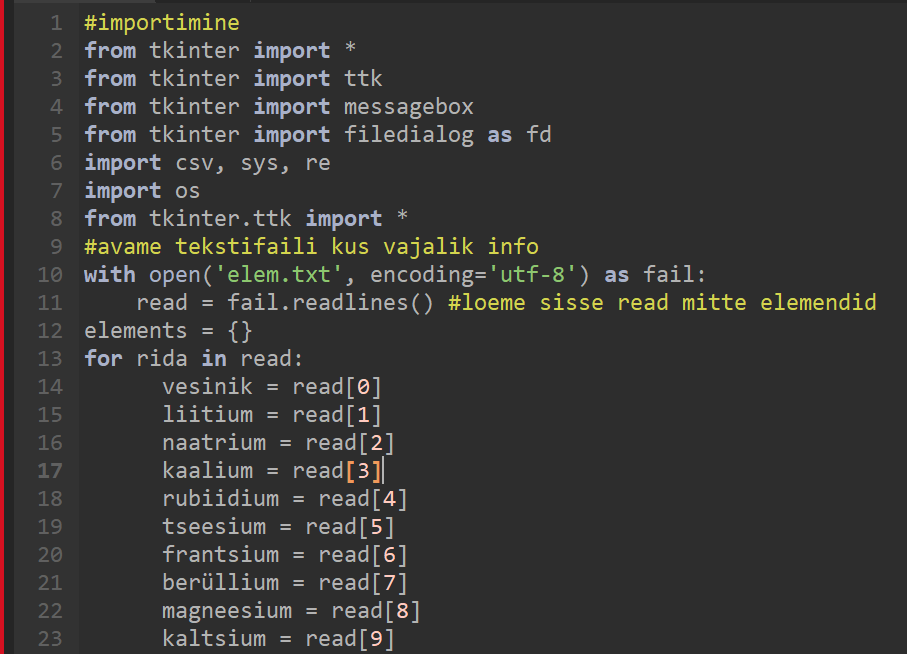 1 #importimine
2 from tkinter import *
3 from tkinter import ttk
4 from tkinter import messagebox
5 from tkinter import filedialog as fd
6 import csv, sys, re
7 import os
8 from tkinter.ttk import *
9 #avame tekstifaili kus vajalik info
10 with open('elem.txt', encoding='utf-8') as fail:
11     read = fail.readlines() #loeme sisse read mitte elemendid
12 elements = {}
13 for rida in read:
14       vesinik = read[0]
15       liitium = read[1]
16       naatrium = read[2]
17       kaalium = read[3]
18       rubiidium = read[4]
19       tseesium = read[5]
20       frantsium = read[6]
21       berüllium = read[7]
22       magneesium = read[8]
23       kaltsium = read[9]